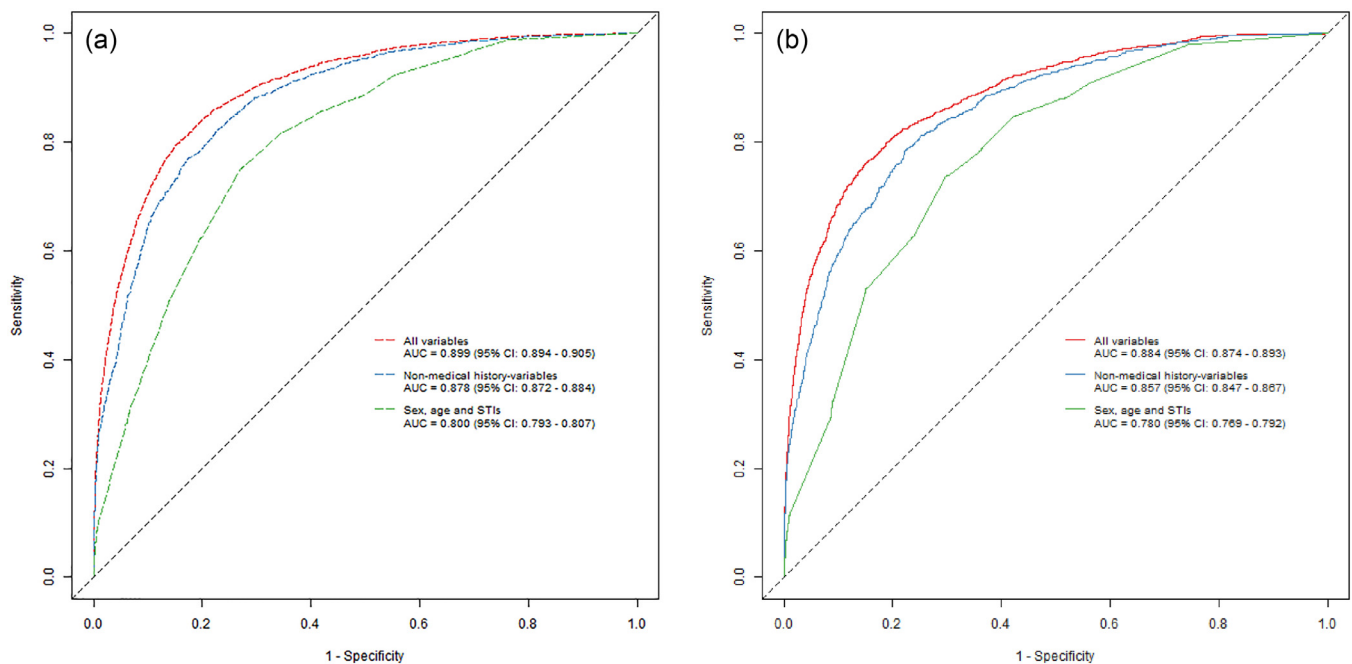 (a)
1.0
0.8
0.6
0.4
0.2
0.0
Sensitivity
All variables
AUC = 0.899 (95% CI: 0.894 - 0.905)
Non-medical history-variables
AUC = 0.878 (95% CI: 0.872 - 0.884)
Sex, age and STIs
AUC = 0.800 (95% CI: 0.793 - 0.807)
0.0 0.2 0.4 0.6 0.8 1.0
1 - Specificity
(b)
1.0
0.8
0.6
0.4
0.2
0.0
Sensitivity
All variables
AUC = 0.884 (95% CI: 0.874 - 0.893)
Non-medical history-variables
AUC = 0.857 (95% CI: 0.847 - 0.867)
Sex, age and STIs
AUC = 0.780 (95% CI: 0.769 - 0.792)
0.0 0.2 0.4 0.6 0.8 1.0
1 - Specificity